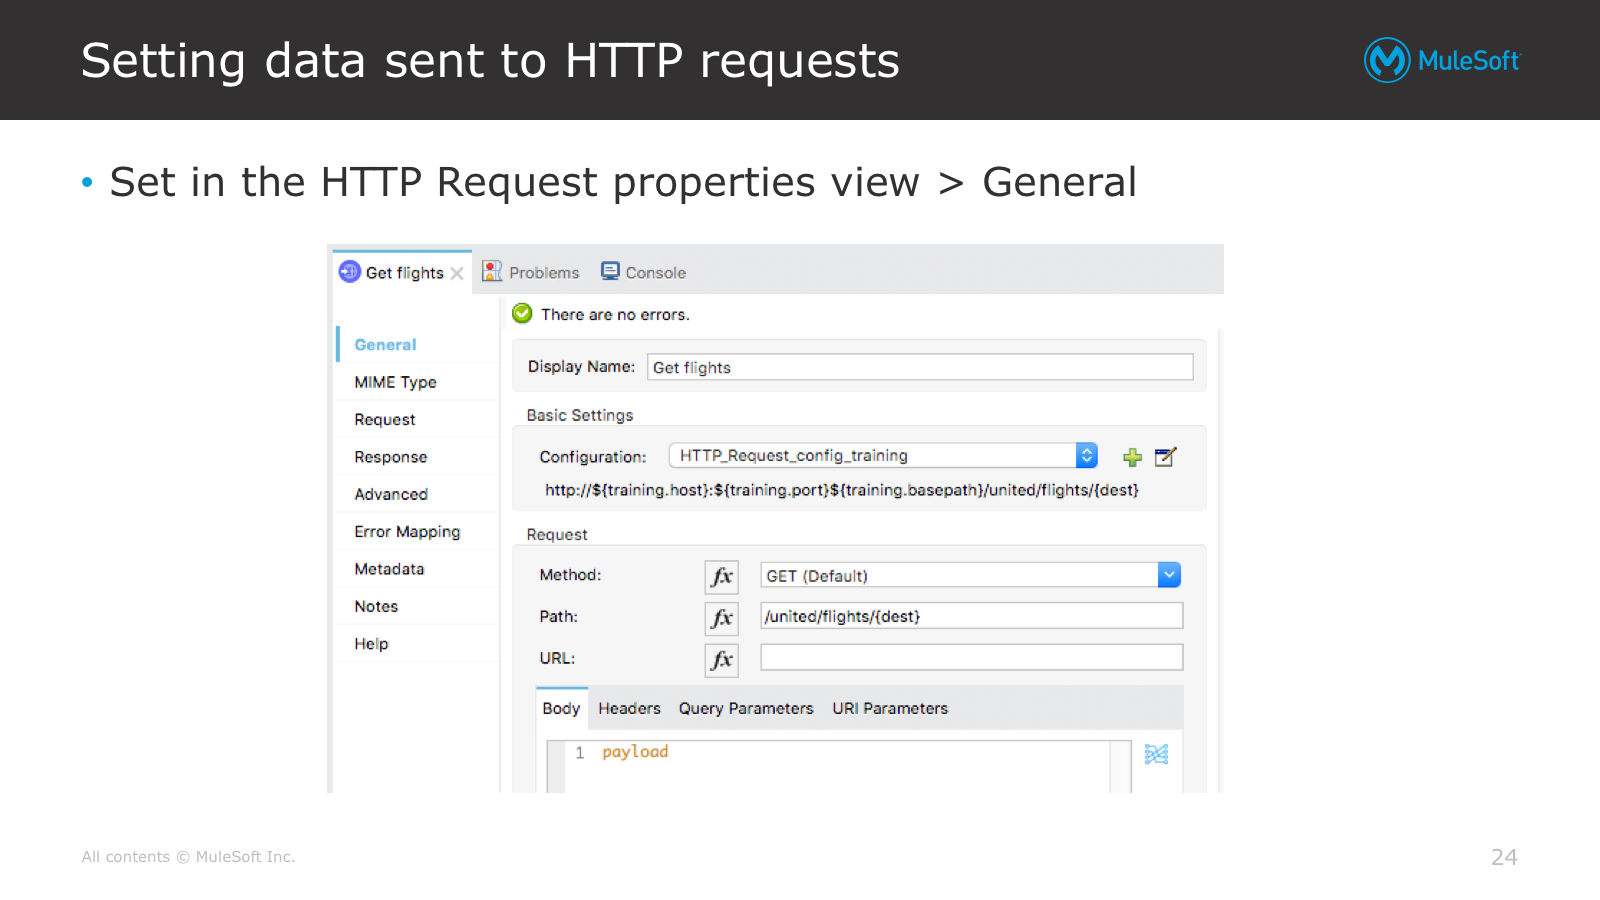 Setting data sent to HTTP requests
MuleSoft
• Set in the HTTP Request properties view > General
Get flights
Problems
Console
There are no errors.
General
MIME Type
Request
Response
Advanced
Error Mapping
Metadata
Notes
Help
Display Name: Get flights
Basic Settings
Configuration: HTTP_Request_config_training
http://${training.host}:${training.port}${training.basepath}/united/flights/{dest}
Request
Method: fx GET (Default)
Path: fx /united/flights/{dest}
URL: fx
Body Headers Query Parameters URI Parameters
1 payload
All contents © MuleSoft Inc.
24